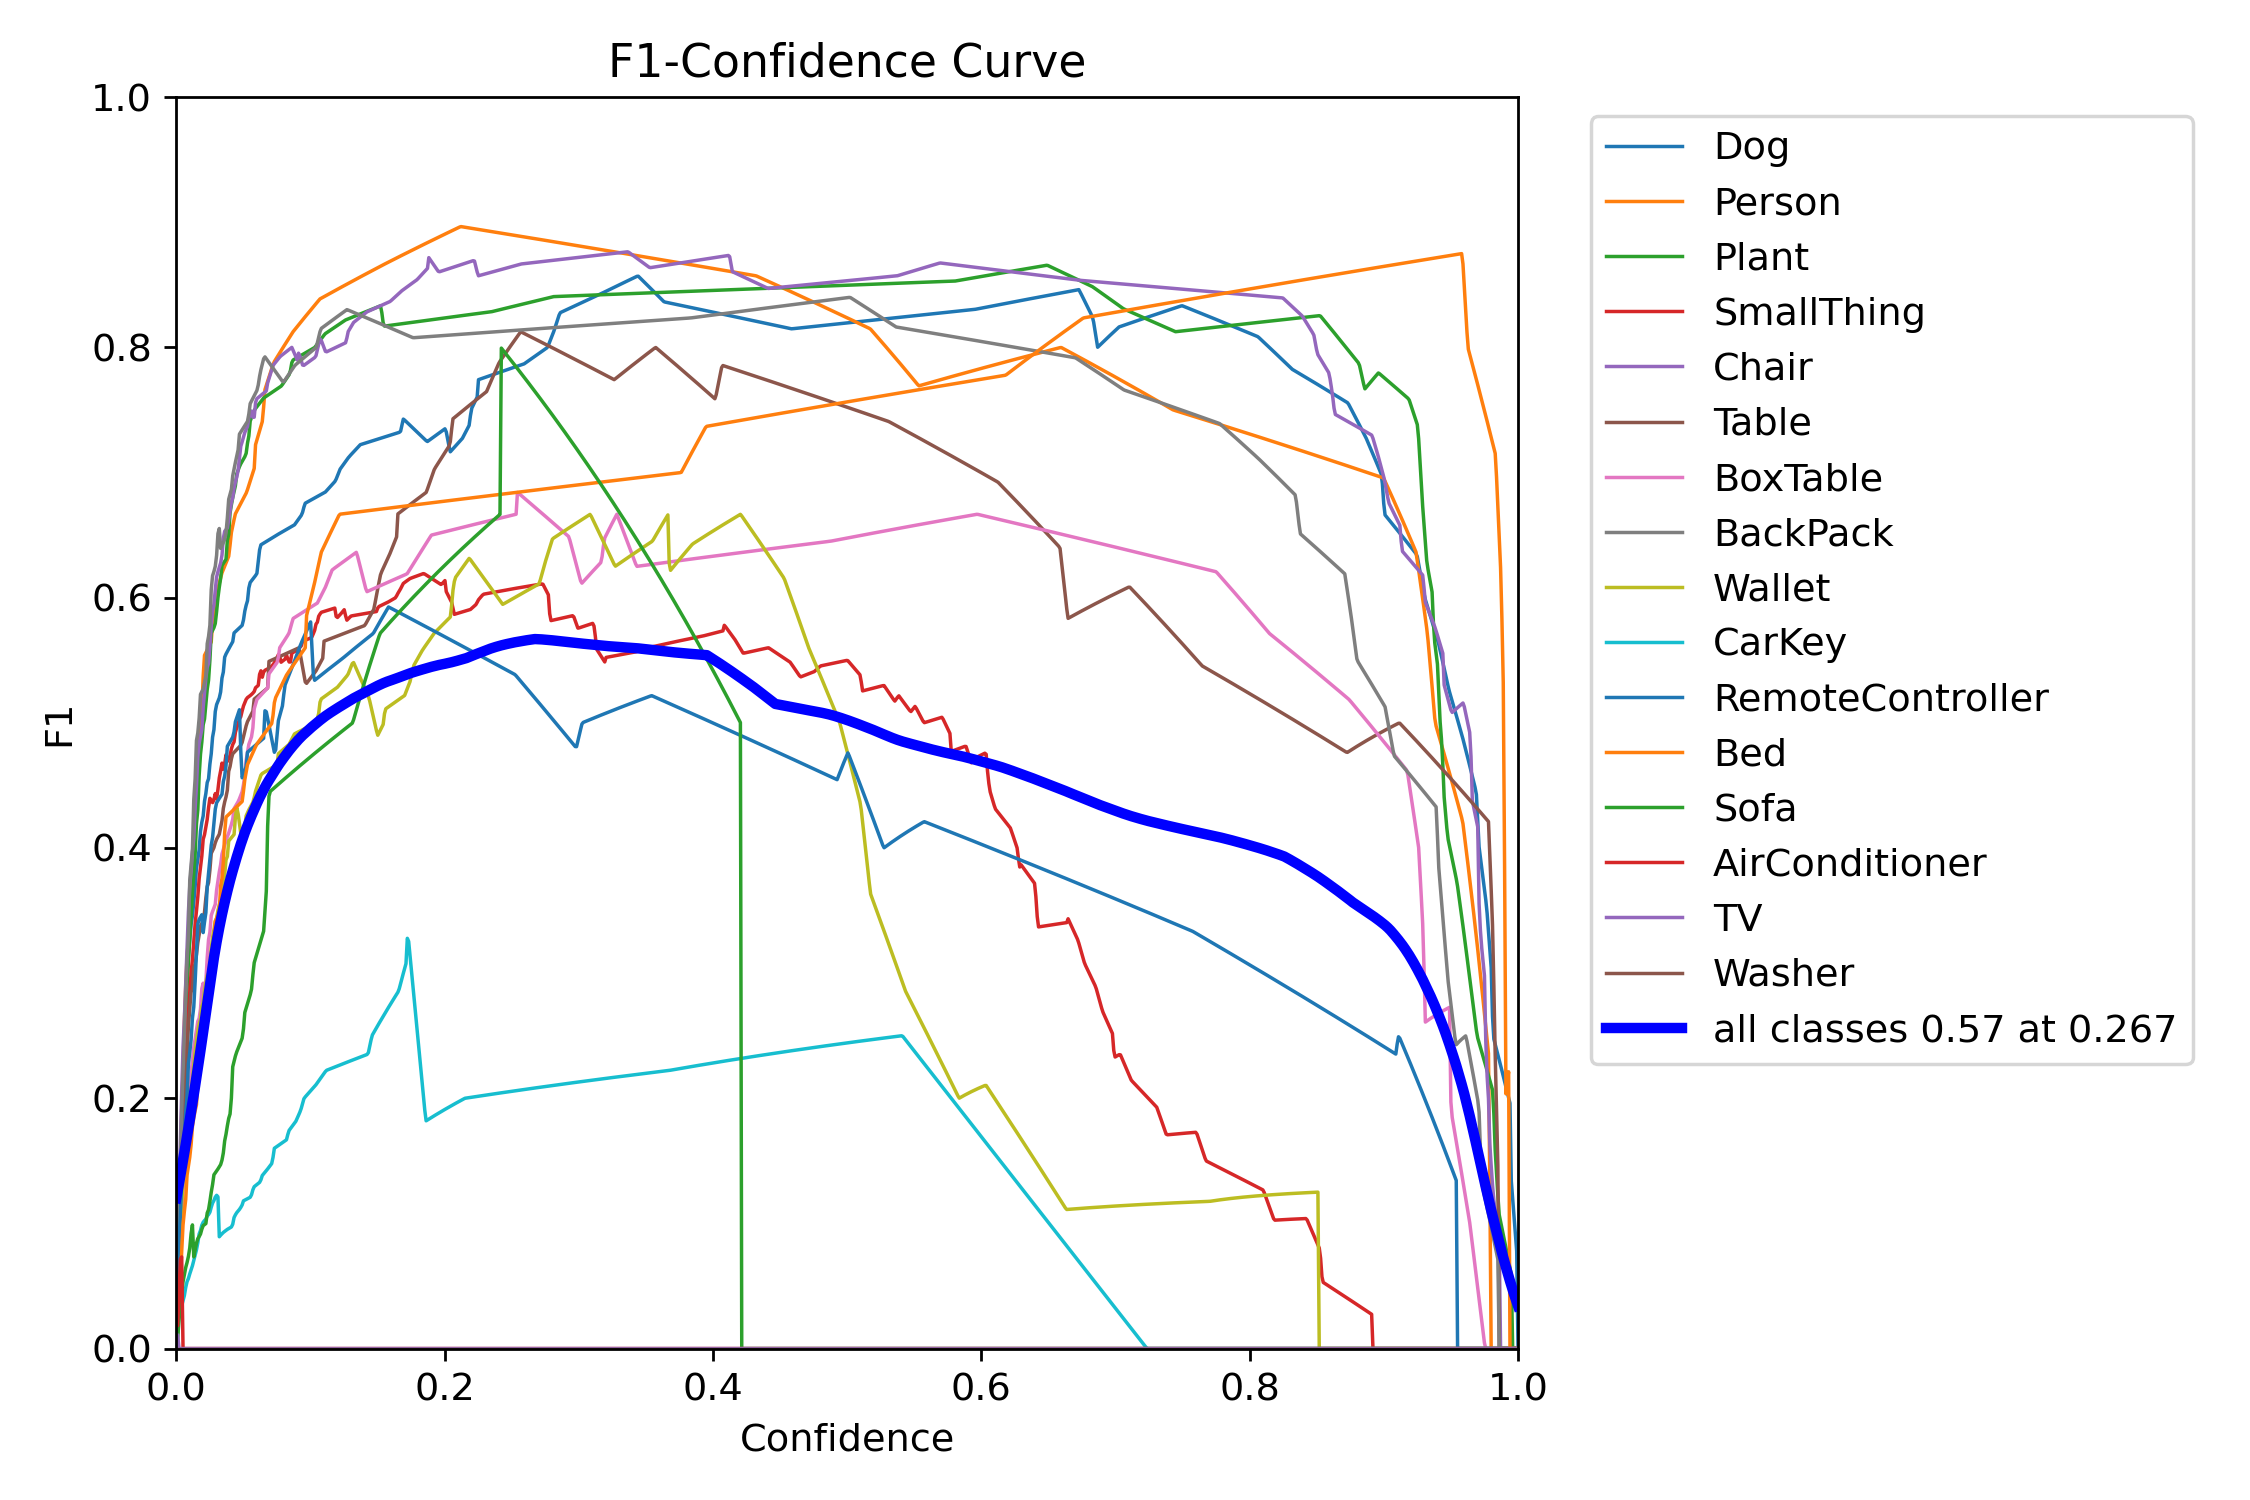 F1-Confidence Curve
1.0
0.8
0.6
0.4
0.2
0.0
F1
0.0 0.2 0.4 0.6 0.8 1.0
Confidence
Dog
Person
Plant
SmallThing
Chair
Table
BoxTable
BackPack
Wallet
CarKey
RemoteController
Bed
Sofa
AirConditioner
TV
Washer
all classes 0.57 at 0.267